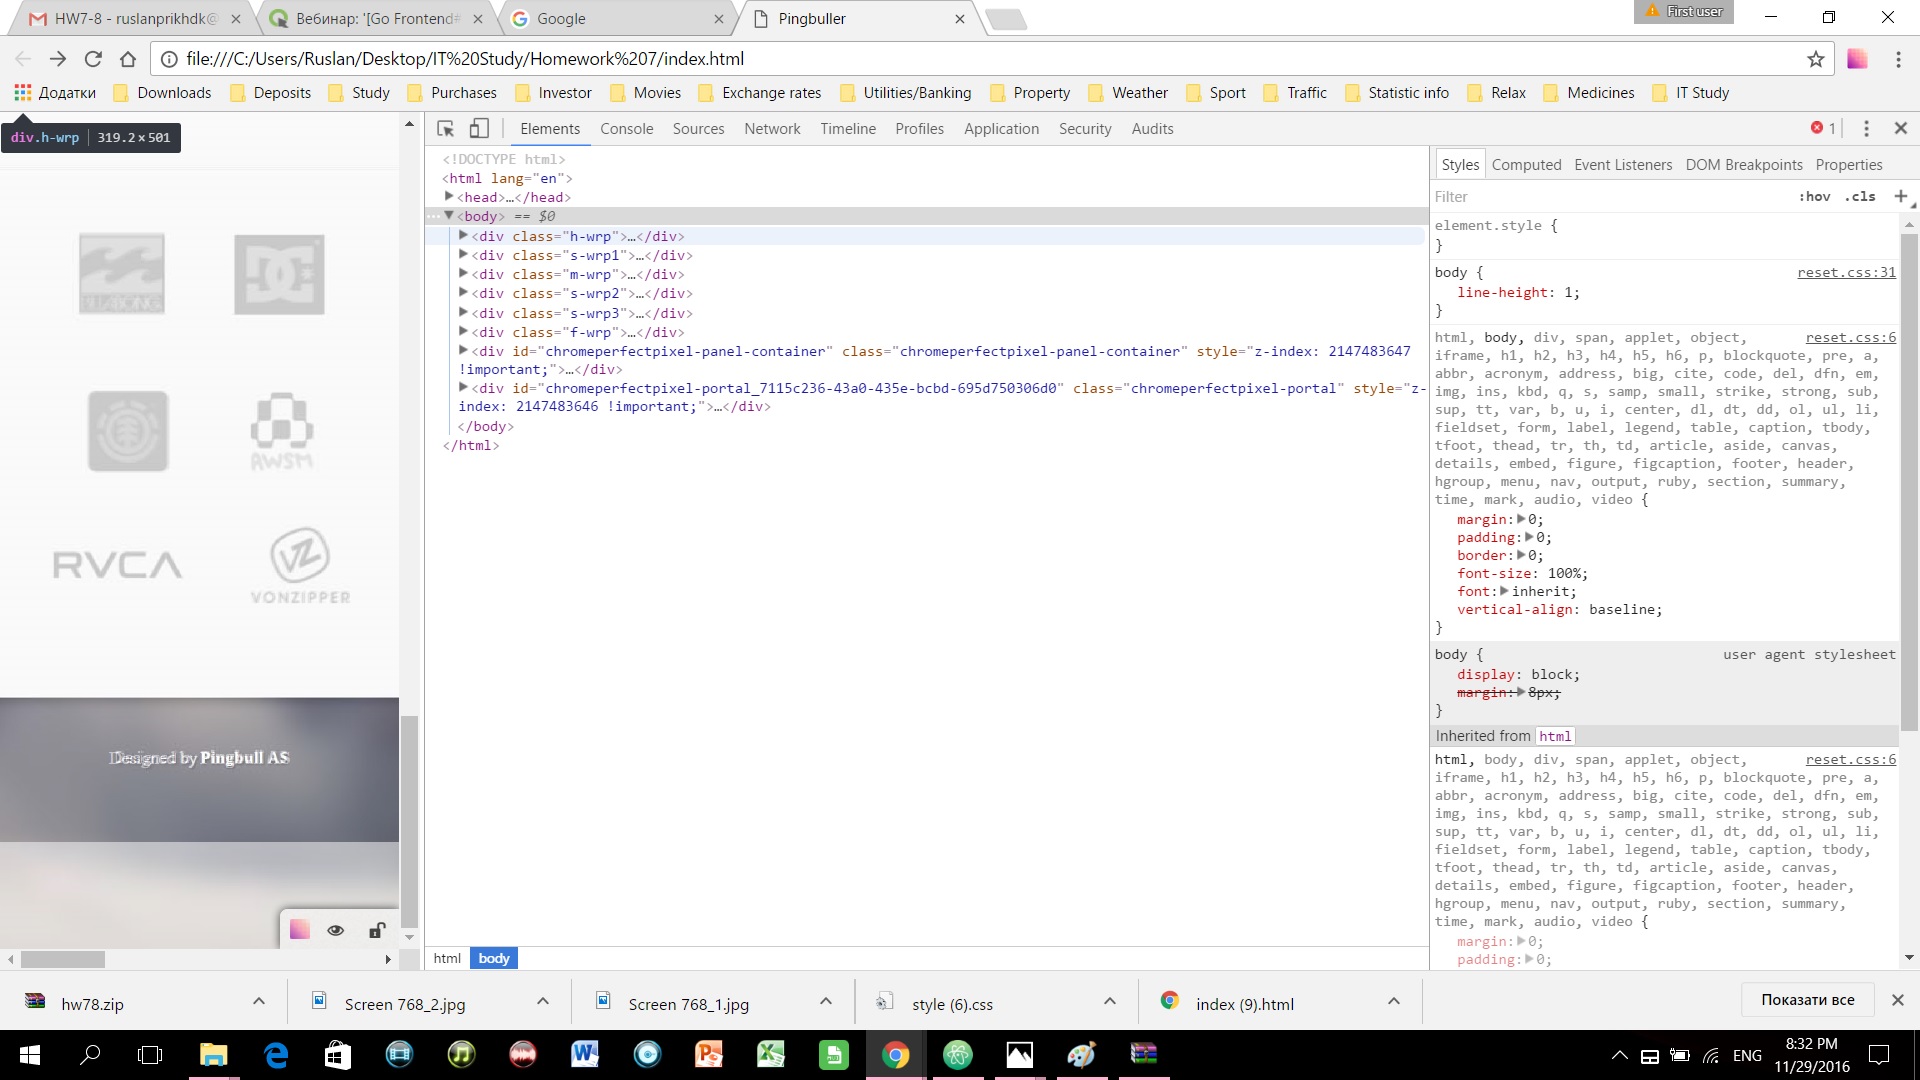 HW7-8 - ruslanprikhdk@
Вебинар: '[Go Frontend#
Google
Pingbuller
First user
file:///C:/Users/Ruslan/Desktop/IT%20Study/Homework%207/index.html
Додатки
Downloads
Deposits
Study
Purchases
Investor
Movies
Exchange rates
Utilities/Banking
Property
Weather
Sport
Traffic
Statistic info
Relax
Medicines
IT Study
div.h-wrp 319.2 × 501
AWSM
RVCA
VONZIPPER
Designed by Pingbull AS
Elements Console Sources Network Timeline Profiles Application Security Audits
1
<!DOCTYPE html>
<html lang="en">
<head>…</head>
<body> == $0
<div class="h-wrp">…</div>
<div class="s-wrp1">…</div>
<div class="m-wrp">…</div>
<div class="s-wrp2">…</div>
<div class="s-wrp3">…</div>
<div class="f-wrp">…</div>
<div id="chromeperfectpixel-panel-container" class="chromeperfectpixel-panel-container" style="z-index: 2147483647
!important;">…</div>
<div id="chromeperfectpixel-portal_7115c236-43a0-435e-bcbd-695d750306d0" class="chromeperfectpixel-portal" style="z-
index: 2147483646 !important;">…</div>
</body>
</html>
html body
Styles Computed Event Listeners DOM Breakpoints Properties
Filter :hov .cls +
element.style {
}
body { reset.css:31
line-height: 1;
}
html, body, div, span, applet, object, reset.css:6
iframe, h1, h2, h3, h4, h5, h6, p, blockquote, pre, a,
abbr, acronym, address, big, cite, code, del, dfn, em,
img, ins, kbd, q, s, samp, small, strike, strong, sub,
sup, tt, var, b, u, i, center, dl, dt, dd, ol, ul, li,
fieldset, form, label, legend, table, caption, tbody,
tfoot, thead, tr, th, td, article, aside, canvas,
details, embed, figure, figcaption, footer, header,
hgroup, menu, nav, output, ruby, section, summary,
time, mark, audio, video {
margin: 0;
padding: 0;
border: 0;
font-size: 100%;
font: inherit;
vertical-align: baseline;
}
body { user agent stylesheet
display: block;
margin: 8px;
}
Inherited from html
html, body, div, span, applet, object, reset.css:6
iframe, h1, h2, h3, h4, h5, h6, p, blockquote, pre, a,
abbr, acronym, address, big, cite, code, del, dfn, em,
img, ins, kbd, q, s, samp, small, strike, strong, sub,
sup, tt, var, b, u, i, center, dl, dt, dd, ol, ul, li,
fieldset, form, label, legend, table, caption, tbody,
tfoot, thead, tr, th, td, article, aside, canvas,
details, embed, figure, figcaption, footer, header,
hgroup, menu, nav, output, ruby, section, summary,
time, mark, audio, video {
margin: 0;
padding: 0;
hw78.zip
Screen 768_2.jpg
Screen 768_1.jpg
style (6).css
index (9).html
Показати все
ENG
8:32 PM
11/29/2016